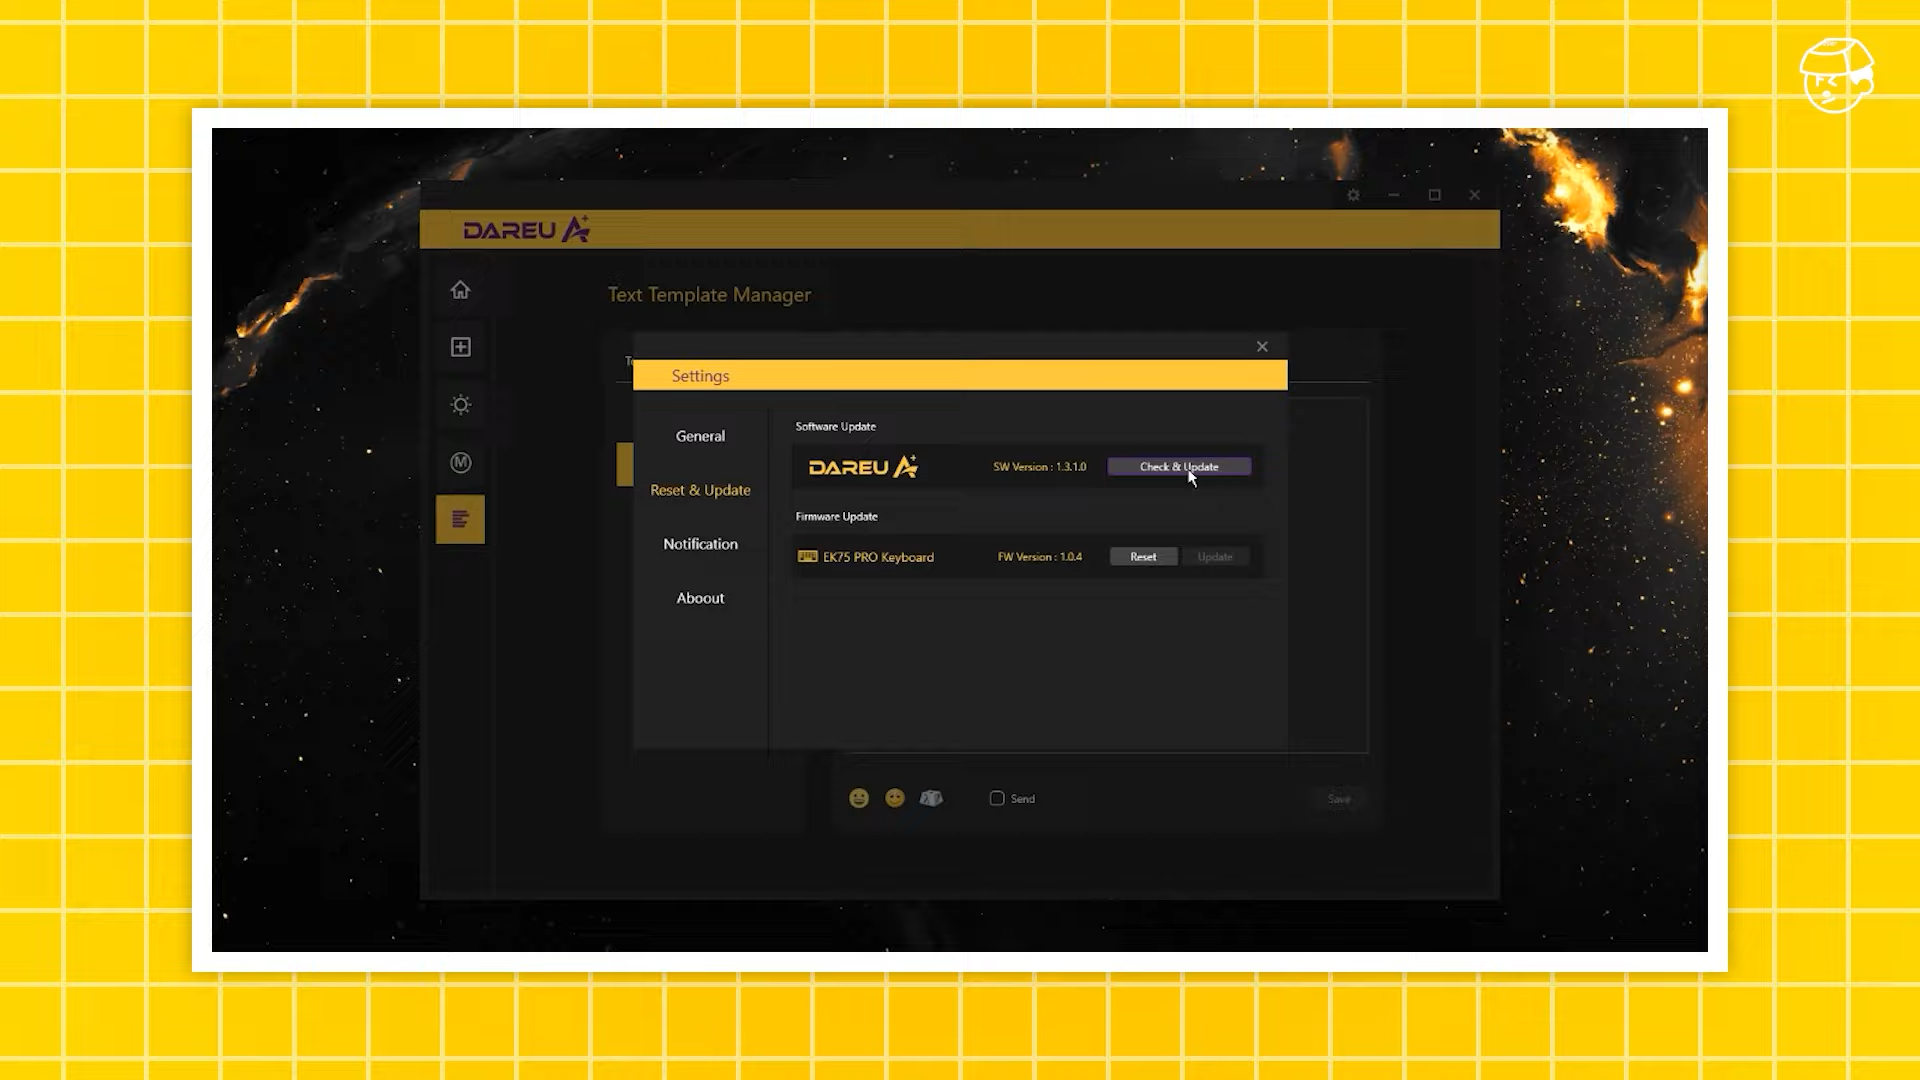 DAREU A+
Text Template Manager
Settings
General
Reset & Update
Notification
Aboout
Software Update
DAREU A+
SW Version : 1.3.1.0
Check & Update
Firmware Update
EK75 PRO Keyboard
FW Version : 1.0.4
Reset
Update
Send
Save